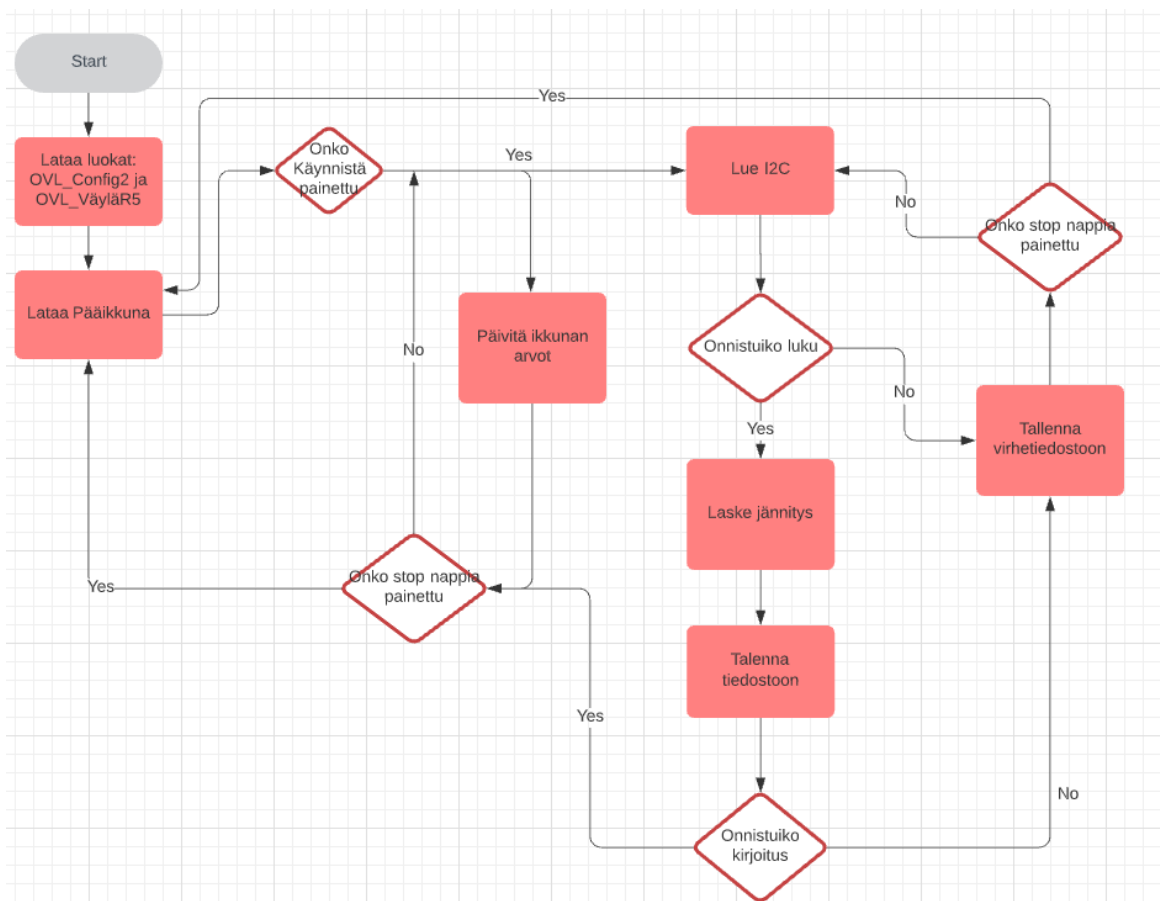 Start
Yes
Lataa luokat:
OVL_Config2 ja
OVL_VäyläR5
Onko
Käynnistä
painettu
Yes
Lue I2C
No
Onko stop nappia
painettu
Lataa Pääikkuna
Päivitä ikkunan
arvot
No
Onnistuiko luku
No
Yes
Tallenna
virhetiedostoon
Laske jännitys
Yes
Onko stop nappia
painettu
Talenna
tiedostoon
Yes
No
Onnistuiko
kirjoitus